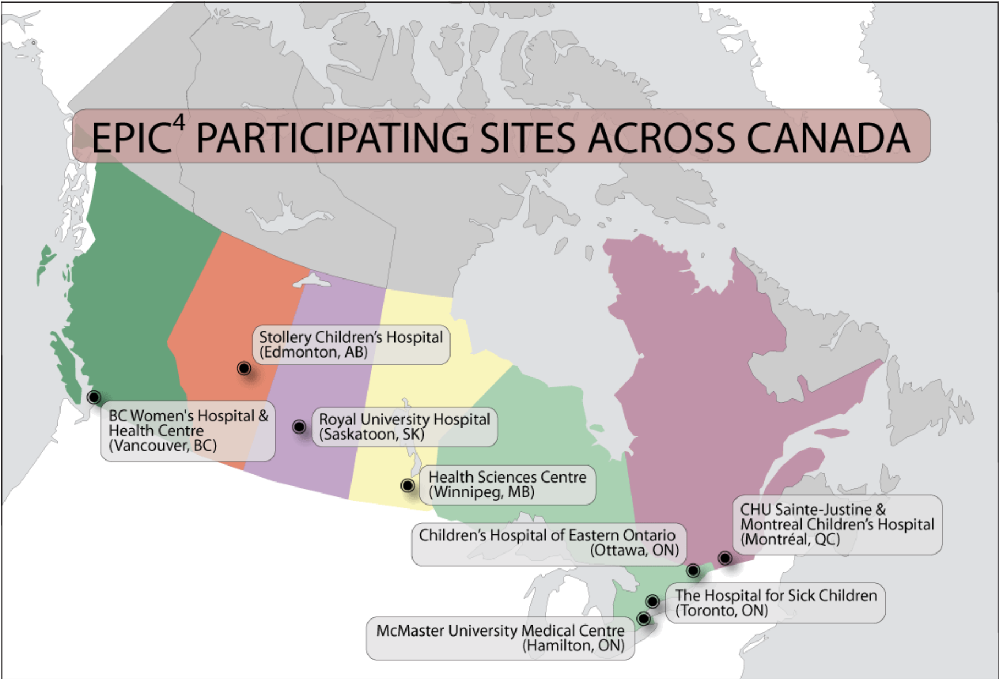 EPIC⁴ PARTICIPATING SITES ACROSS CANADA
Stollery Children’s Hospital
(Edmonton, AB)
BC Women's Hospital &
Health Centre
(Vancouver, BC)
Royal University Hospital
(Saskatoon, SK)
Health Sciences Centre
(Winnipeg, MB)
CHU Sainte-Justine &
Montreal Children’s Hospital
(Montréal, QC)
Children’s Hospital of Eastern Ontario
(Ottawa, ON)
The Hospital for Sick Children
(Toronto, ON)
McMaster University Medical Centre
(Hamilton, ON)